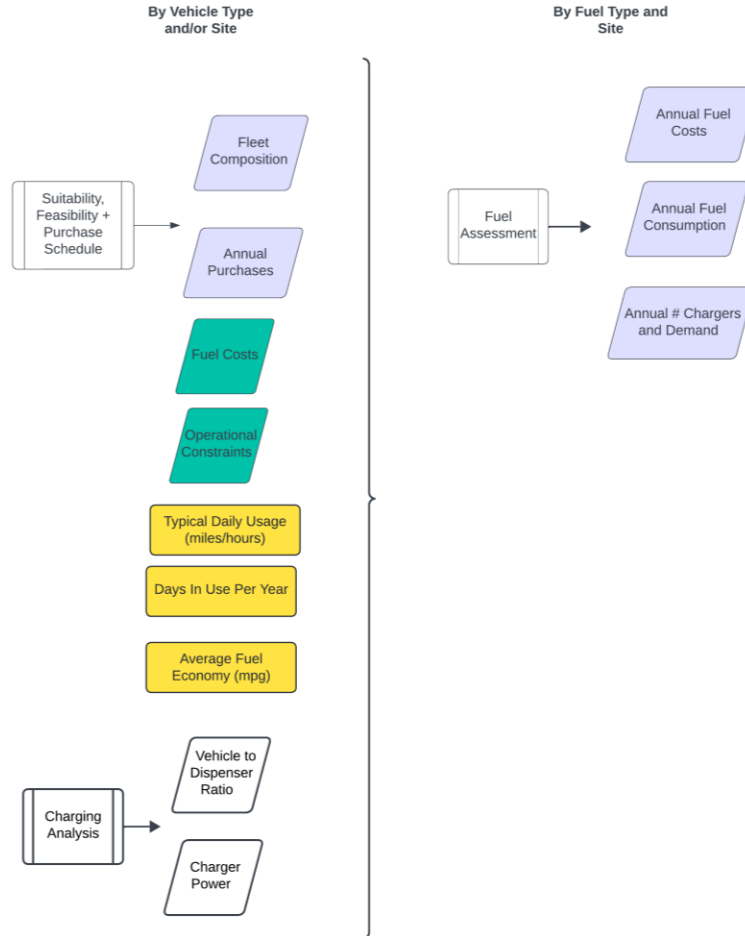 By Vehicle Type
and/or Site
By Fuel Type and
Site
Fleet
Composition
Suitability,
Feasibility +
Purchase
Schedule
Annual
Purchases
Fuel Costs
Operational
Constraints
Typical Daily Usage
(miles/hours)
Days In Use Per Year
Average Fuel
Economy (mpg)
Vehicle to
Dispenser
Ratio
Charging
Analysis
Charger
Power
Annual Fuel
Costs
Fuel
Assessment
Annual Fuel
Consumption
Annual # Chargers
and Demand